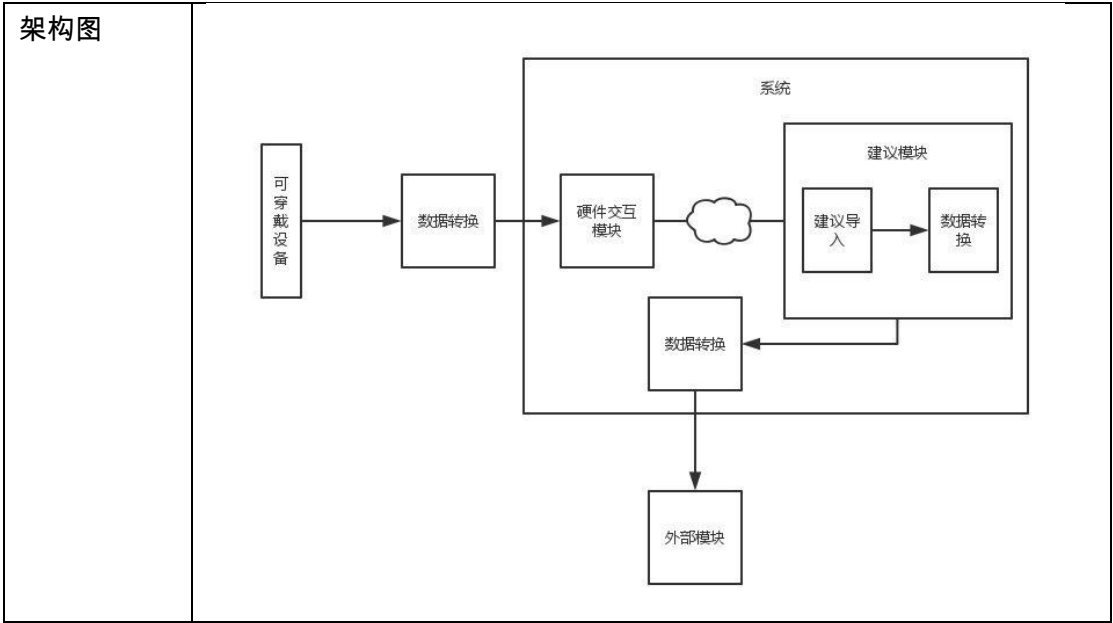 架构图
系统
建议模块
可
穿
戴
设
备
数据转换
硬件交互
模块
建议导
入
数据转
换
数据转换
外部模块